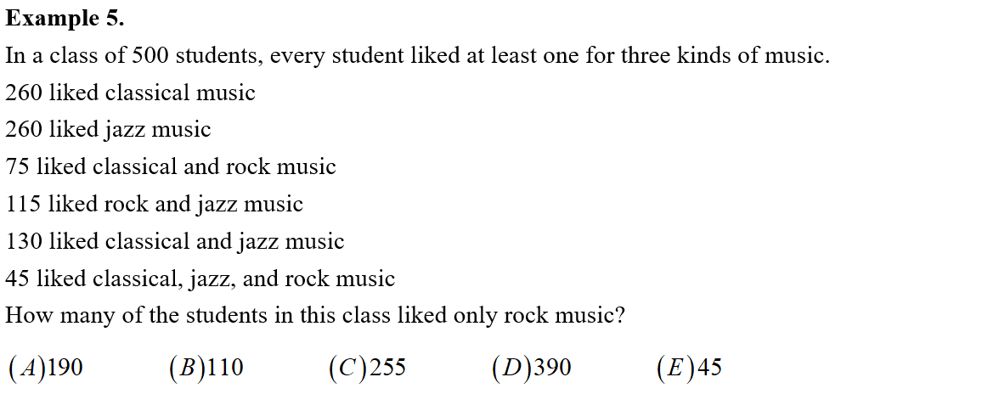 Example 5.
In a class of 500 students, every student liked at least one for three kinds of music.
260 liked classical music
260 liked jazz music
75 liked classical and rock music
115 liked rock and jazz music
130 liked classical and jazz music
45 liked classical, jazz, and rock music
How many of the students in this class liked only rock music?
(A)190 (B)110 (C)255 (D)390 (E)45